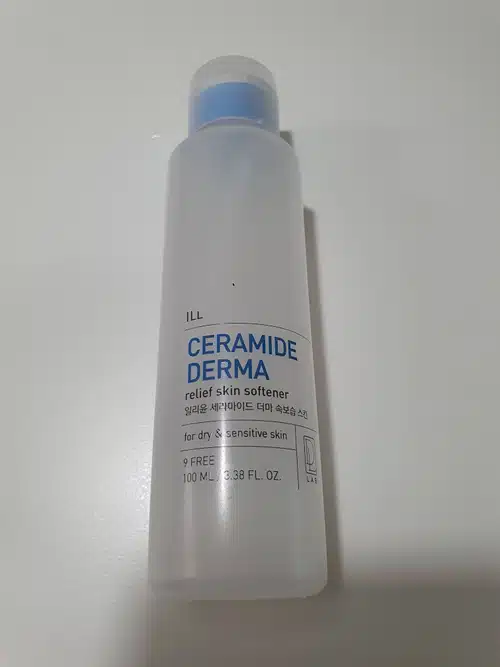 ILL
CERAMIDE
DERMA
relief skin softener
일리윤 세라마이드 더마 속보습 스킨
for dry & sensitive skin
9 FREE
100 ML / 3.38 FL. OZ.
LAB